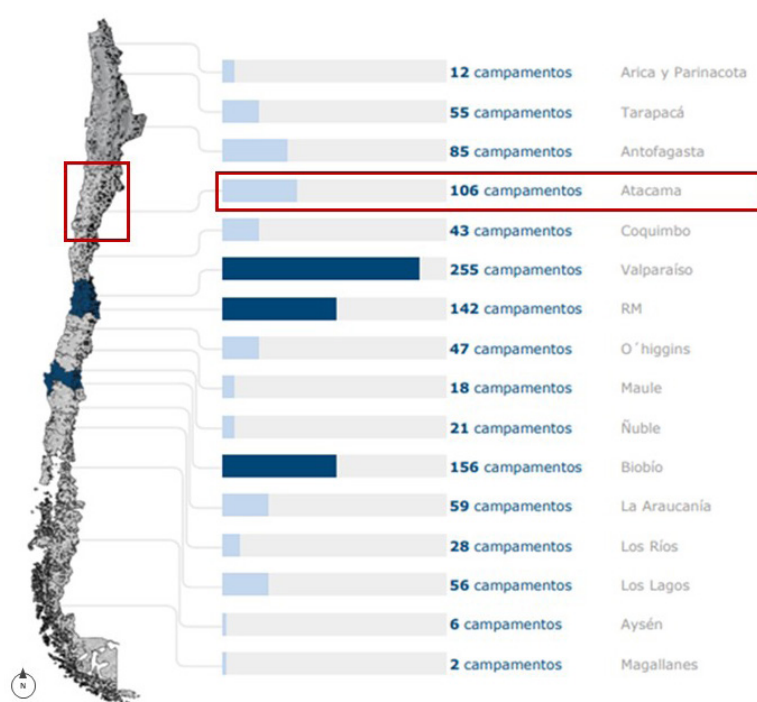 12 campamentos Arica y Parinacota
55 campamentos Tarapacá
85 campamentos Antofagasta
106 campamentos Atacama
43 campamentos Coquimbo
255 campamentos Valparaíso
142 campamentos RM
47 campamentos O´higgins
18 campamentos Maule
21 campamentos Ñuble
156 campamentos Biobío
59 campamentos La Araucanía
28 campamentos Los Ríos
56 campamentos Los Lagos
6 campamentos Aysén
2 campamentos Magallanes
N